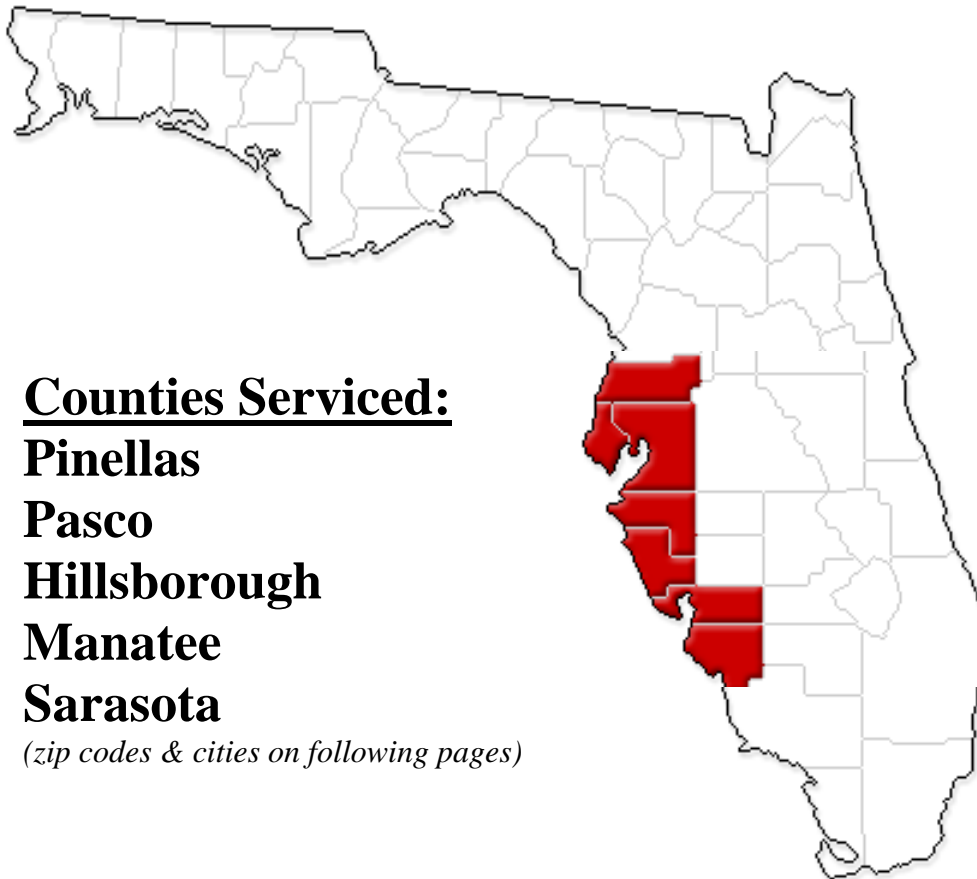 Counties Serviced:
Pinellas
Pasco
Hillsborough
Manatee
Sarasota
(zip codes & cities on following pages)